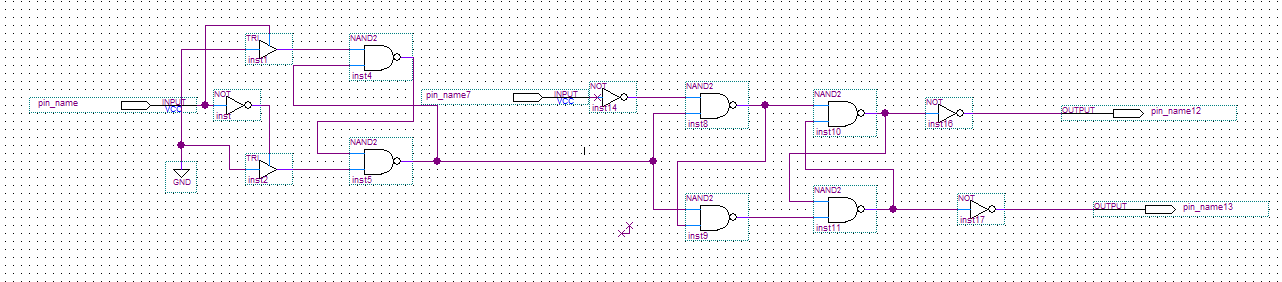 TRI
inst1
NAND2
inst4
pin_name
INPUT
VCC
NOT
inst
pin_name7
INPUT
VCC
NOT
inst14
NAND2
inst8
NAND2
inst10
NOT
inst16
OUTPUT
pin_name12
TRI
inst2
GND
NAND2
inst5
NAND2
inst9
NAND2
inst11
NOT
inst17
OUTPUT
pin_name13